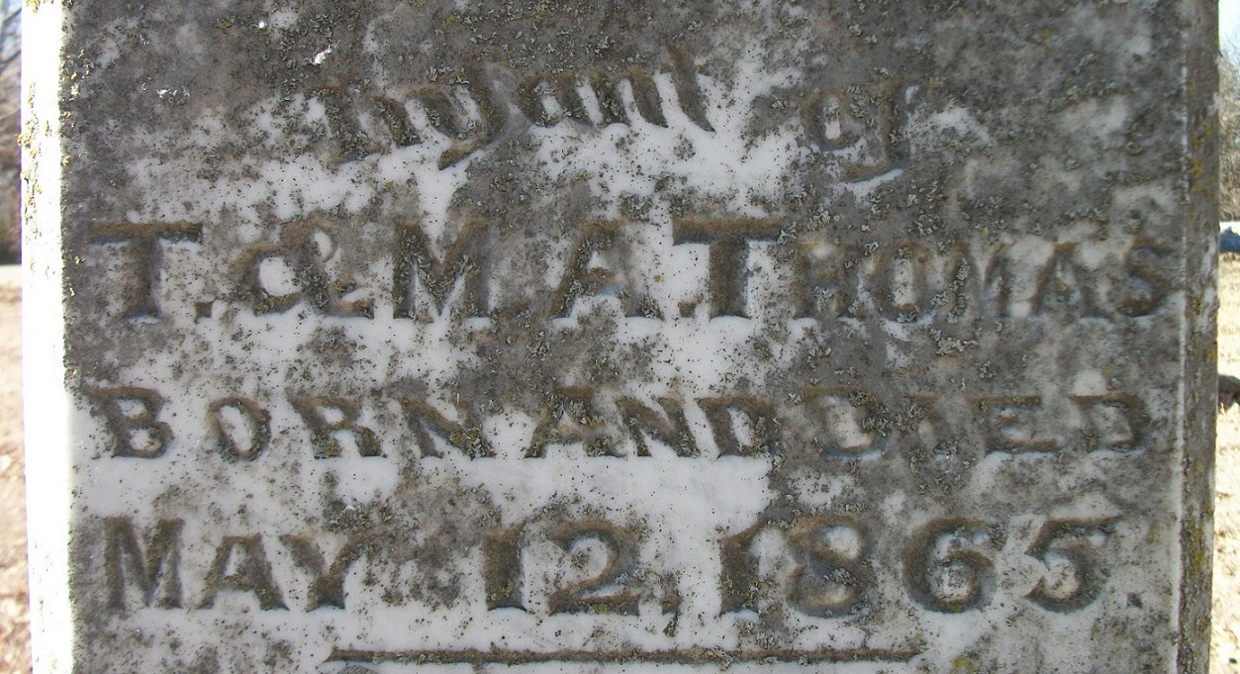 Infant of
T. & M. A. THOMAS
BORN AND DIED
MAY 12, 1865